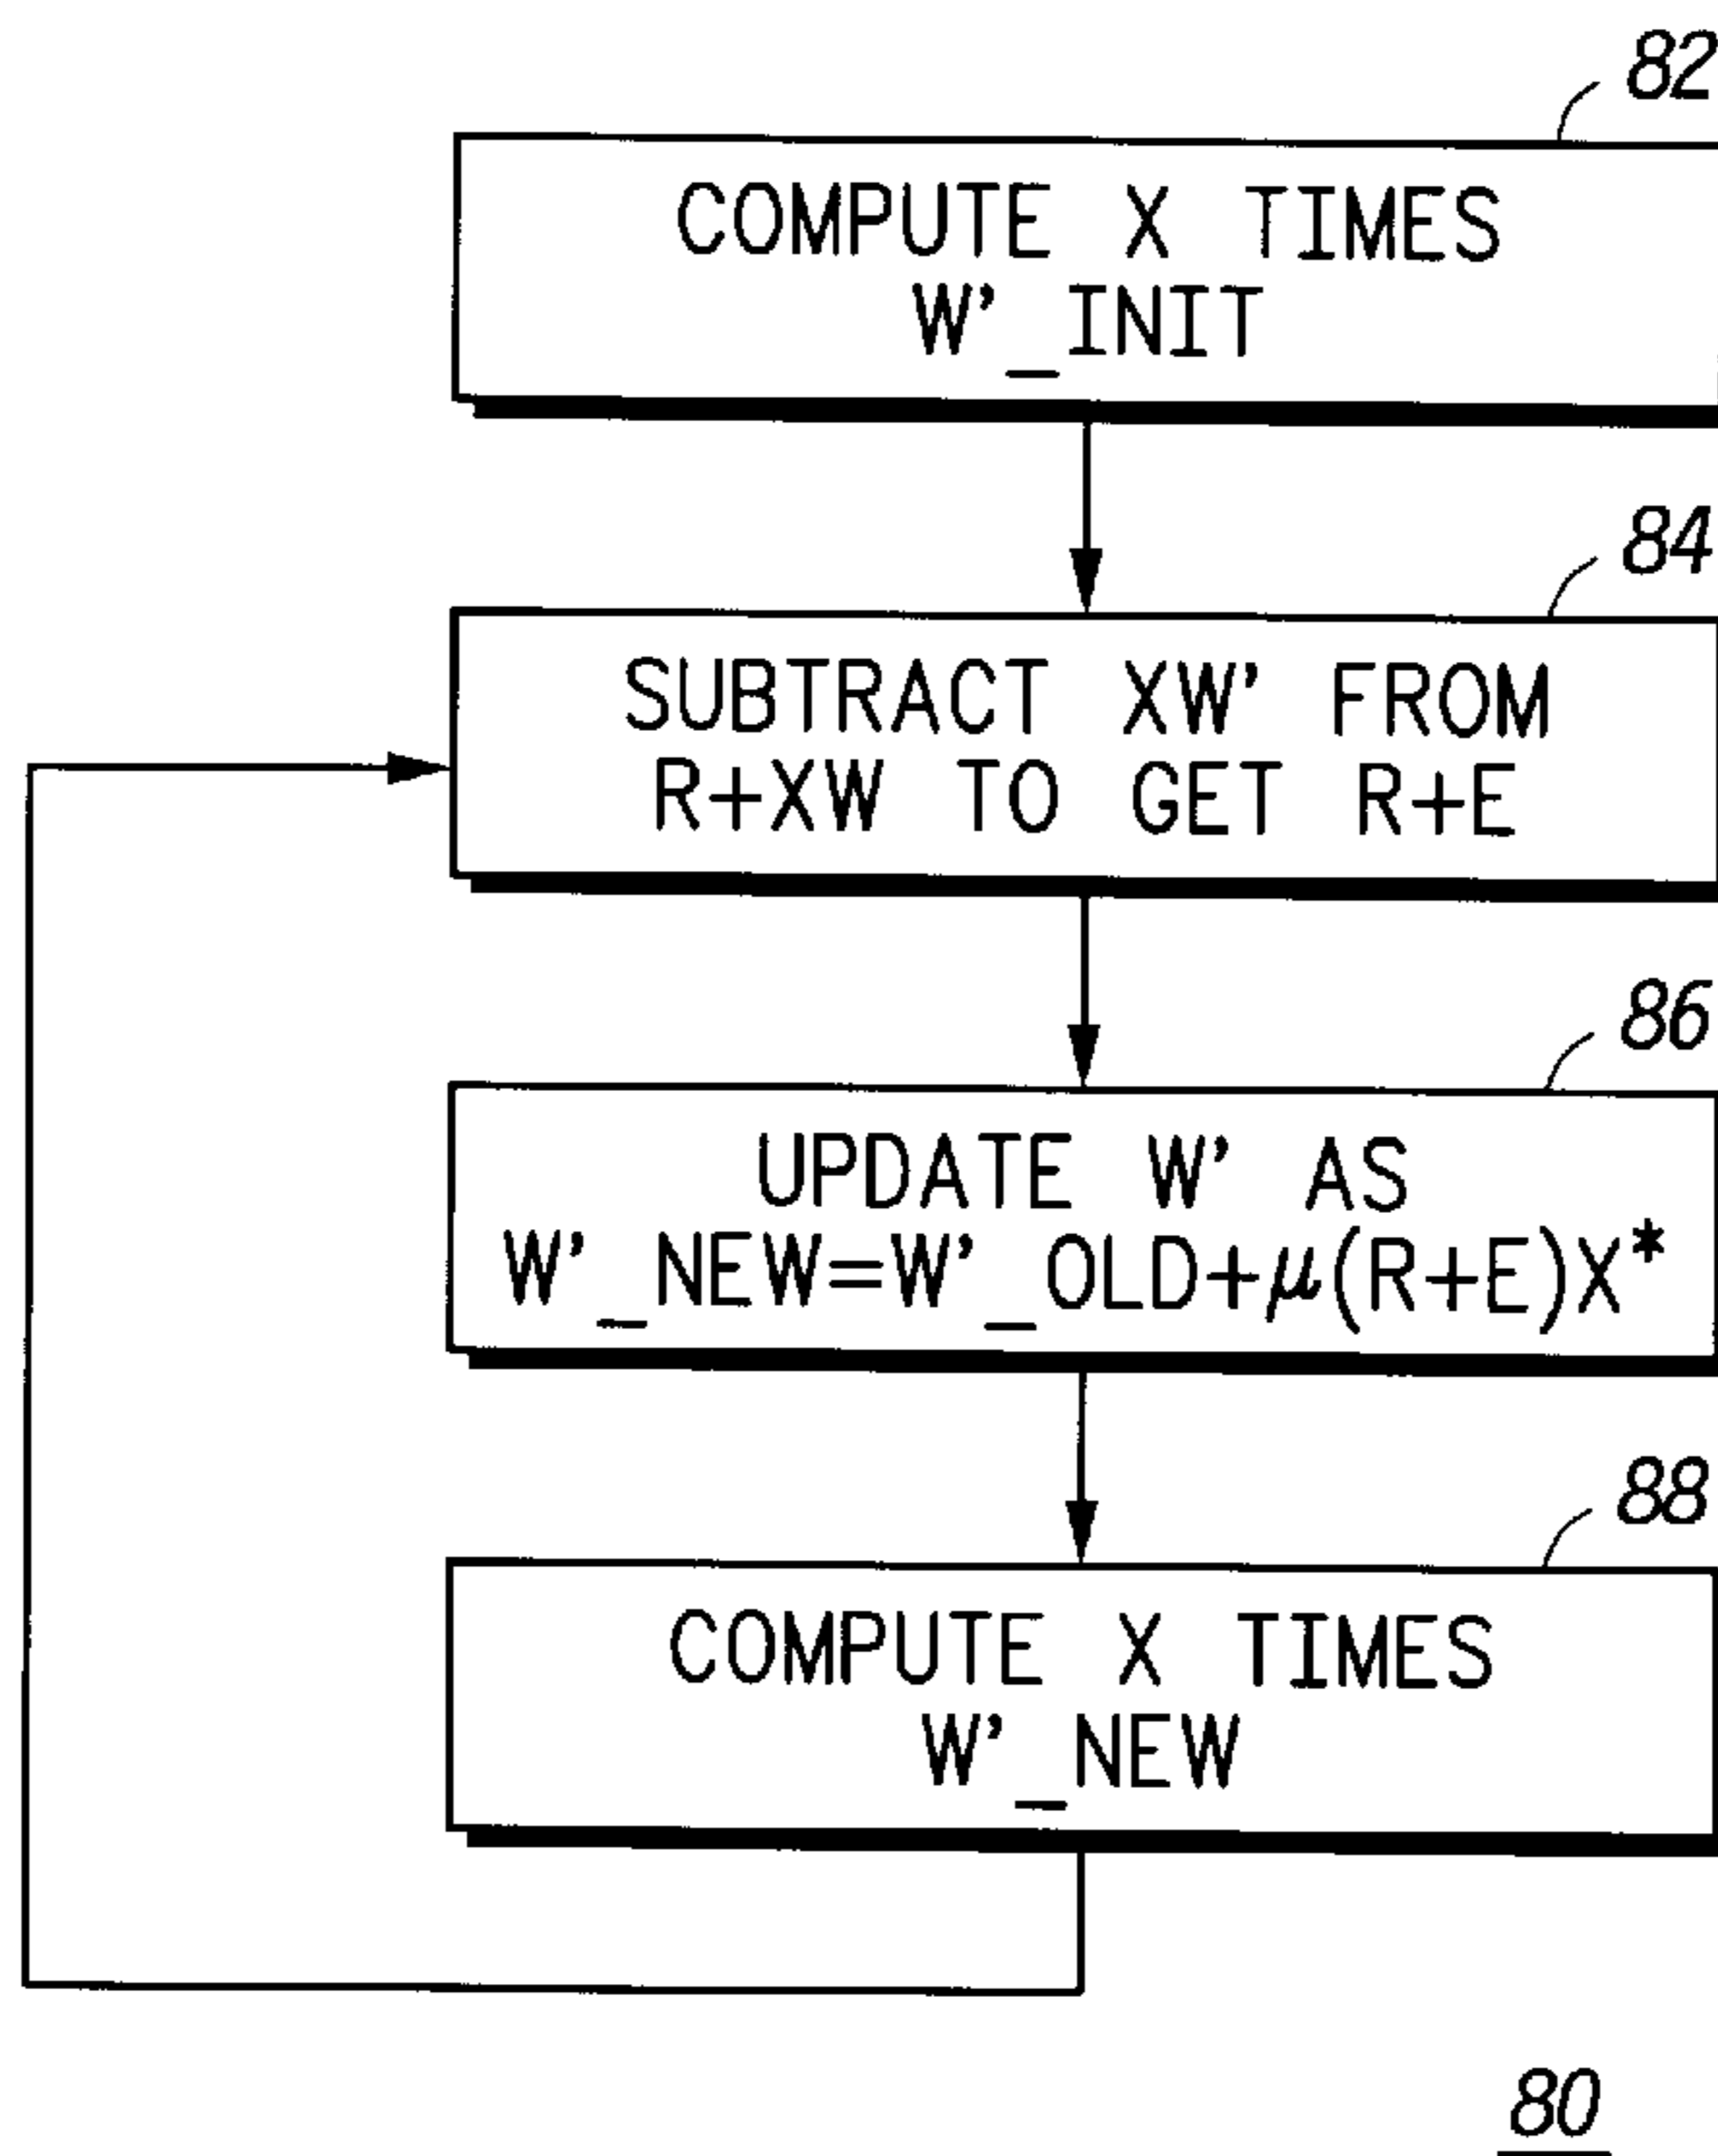 82
COMPUTE X TIMES
W'_INIT
84
SUBTRACT XW' FROM
R+XW TO GET R+E
86
UPDATE W' AS
W'_NEW=W'_OLD+μ(R+E)X*
88
COMPUTE X TIMES
W'_NEW
80